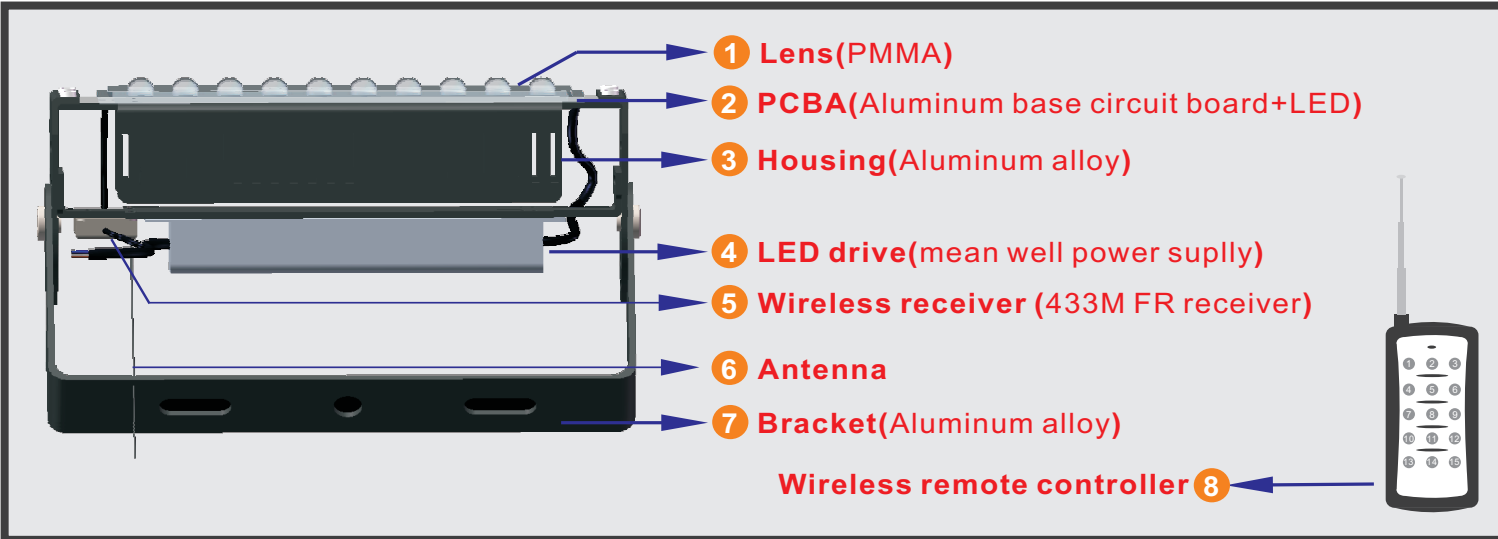 1 Lens(PMMA)
2 PCBA(Aluminum base circuit board+LED)
3 Housing(Aluminum alloy)
4 LED drive(mean well power suplly)
5 Wireless receiver (433M FR receiver)
6 Antenna
7 Bracket(Aluminum alloy)
Wireless remote controller 8
1 2 3
4 5 6
7 8 9
10 11 12
13 14 15